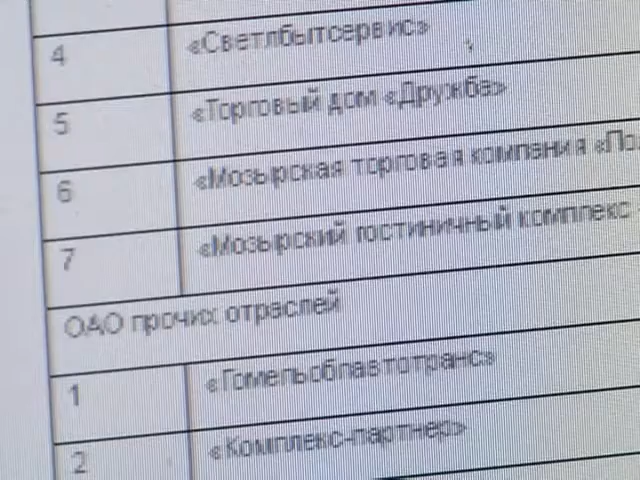 4 «Светлбытсервис»
5 «Торговый дом «Дружба»
6 «Мозырская торговая компания
7 «Мозырский гостиничный комплекс
ОАО прочих отраслей
1 «Гомельоблавтотранс»
2 «Комплекс-партнер»